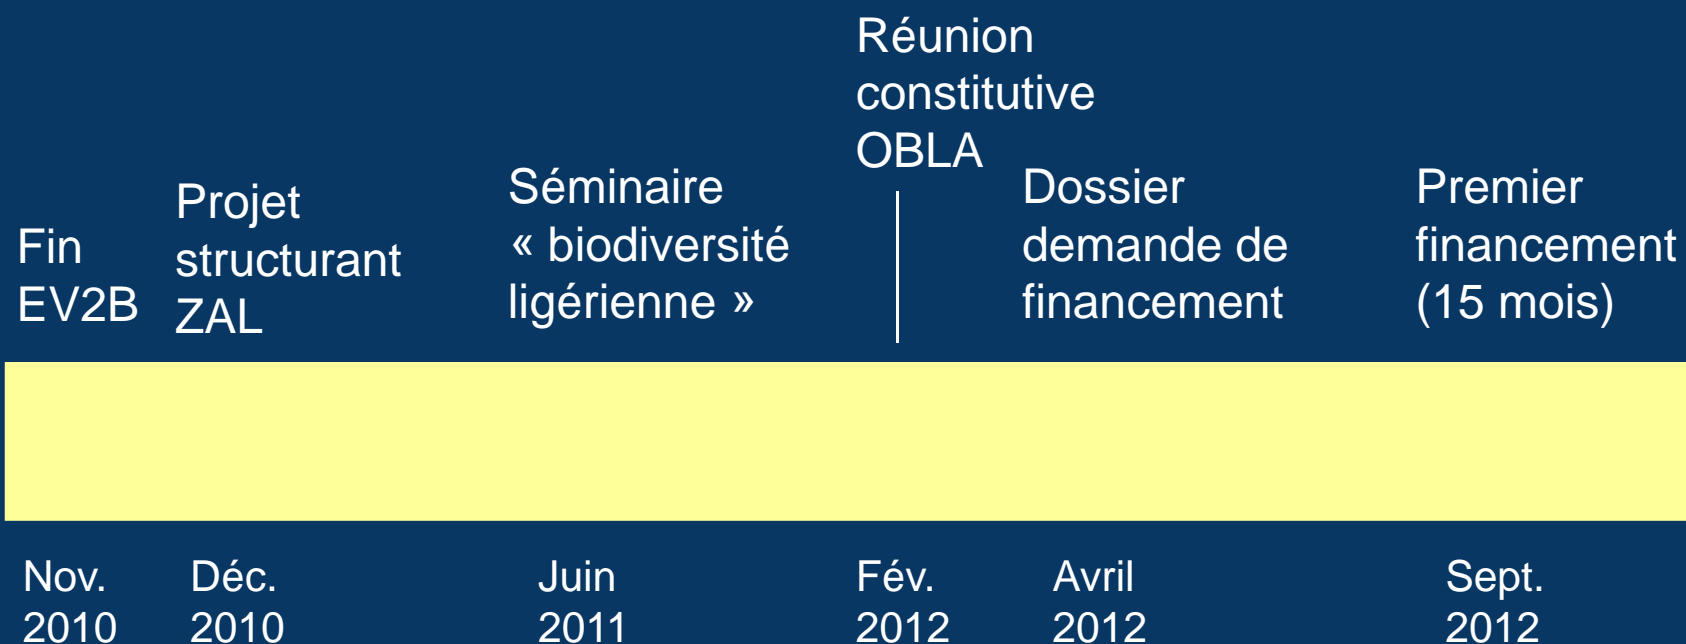 Fin
EV2B
Projet
structurant
ZAL
Séminaire
« biodiversité
ligérienne »
Réunion
constitutive
OBLA
Dossier
demande de
financement
Premier
financement
(15 mois)
Nov.
2010
Déc.
2010
Juin
2011
Fév.
2012
Avril
2012
Sept.
2012